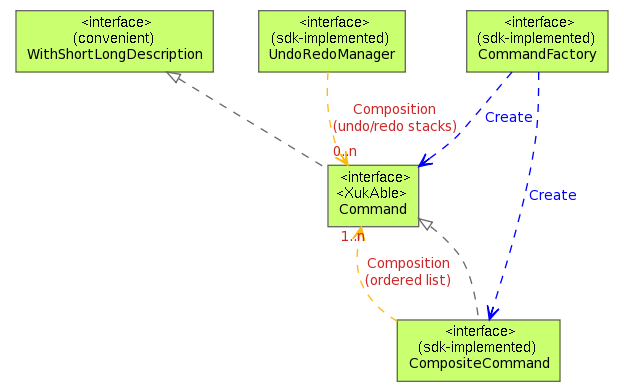 <interface>
(convenient)
WithShortLongDescription
<interface>
(sdk-implemented)
UndoRedoManager
<interface>
(sdk-implemented)
CommandFactory
Composition
(undo/redo stacks)
Create
0..n
<interface>
<XukAble>
Command
Create
1..n
Composition
(ordered list)
<interface>
(sdk-implemented)
CompositeCommand